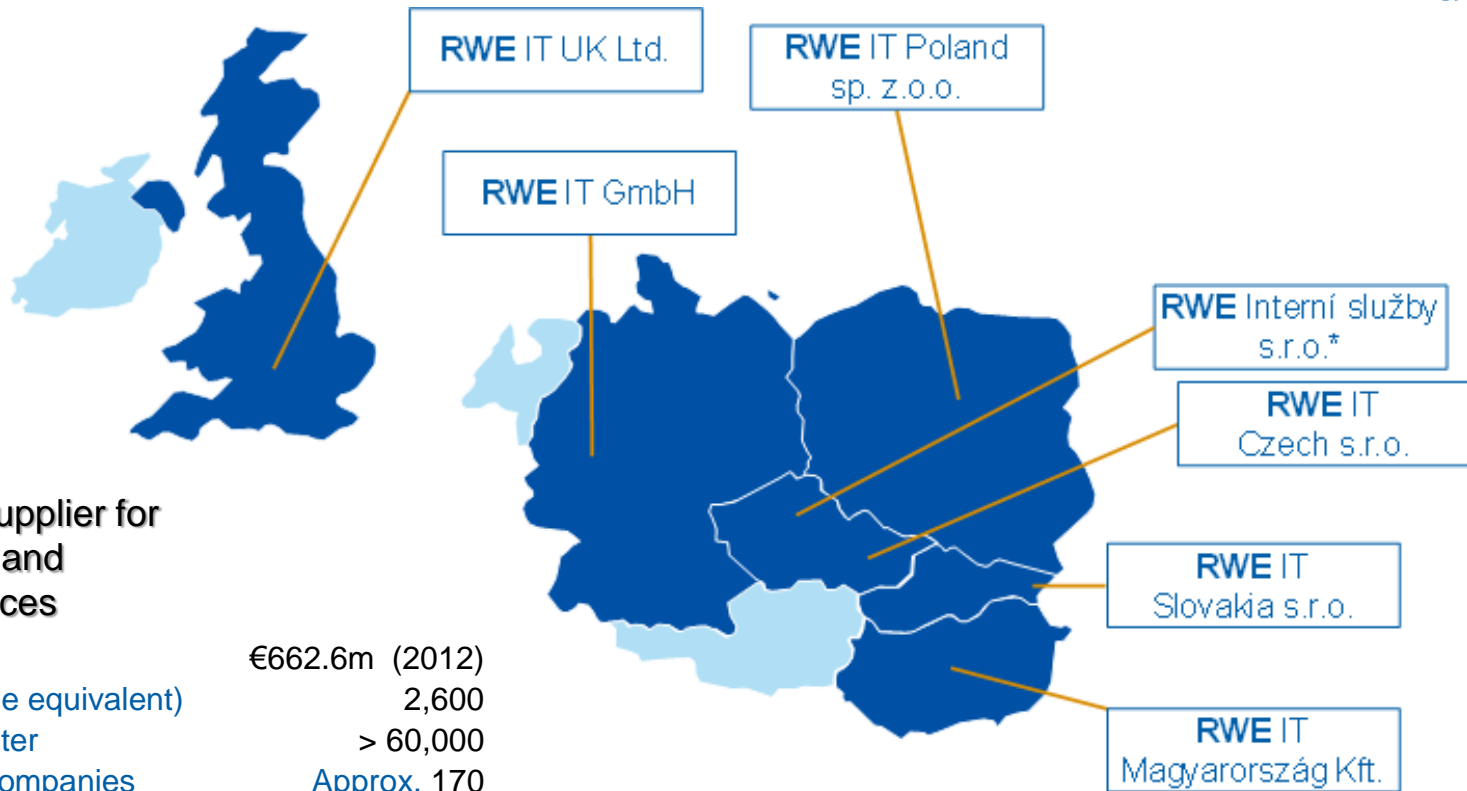 RWE IT UK Ltd.
RWE IT Poland
sp. z.o.o.
RWE IT GmbH
RWE Interní služby
s.r.o.*
RWE IT
Czech s.r.o.
RWE IT
Slovakia s.r.o.
RWE IT
Magyarország Kft.
upplier for
and
ces
€662.6m (2012)
e equivalent) 2,600
ter > 60,000
ompanies Approx. 170